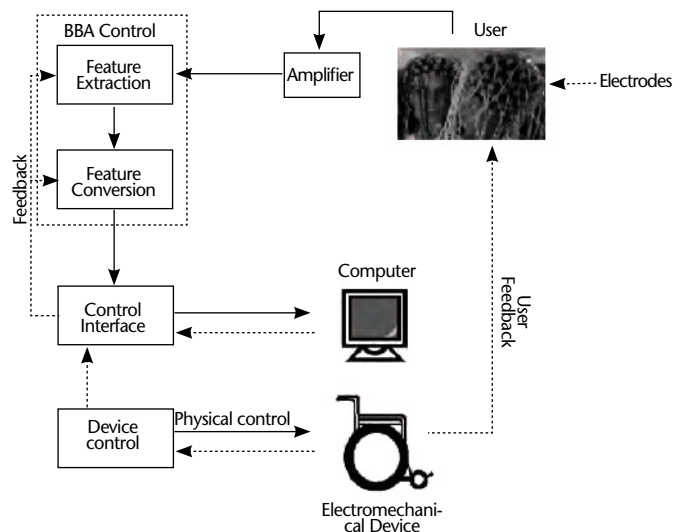 BBA Control
User
Feature
Extraction
Amplifier
Electrodes
Feature
Conversion
Feedback
Computer
User
Feedback
Control
Interface
Physical control
Device
control
Electromechani-
cal Device